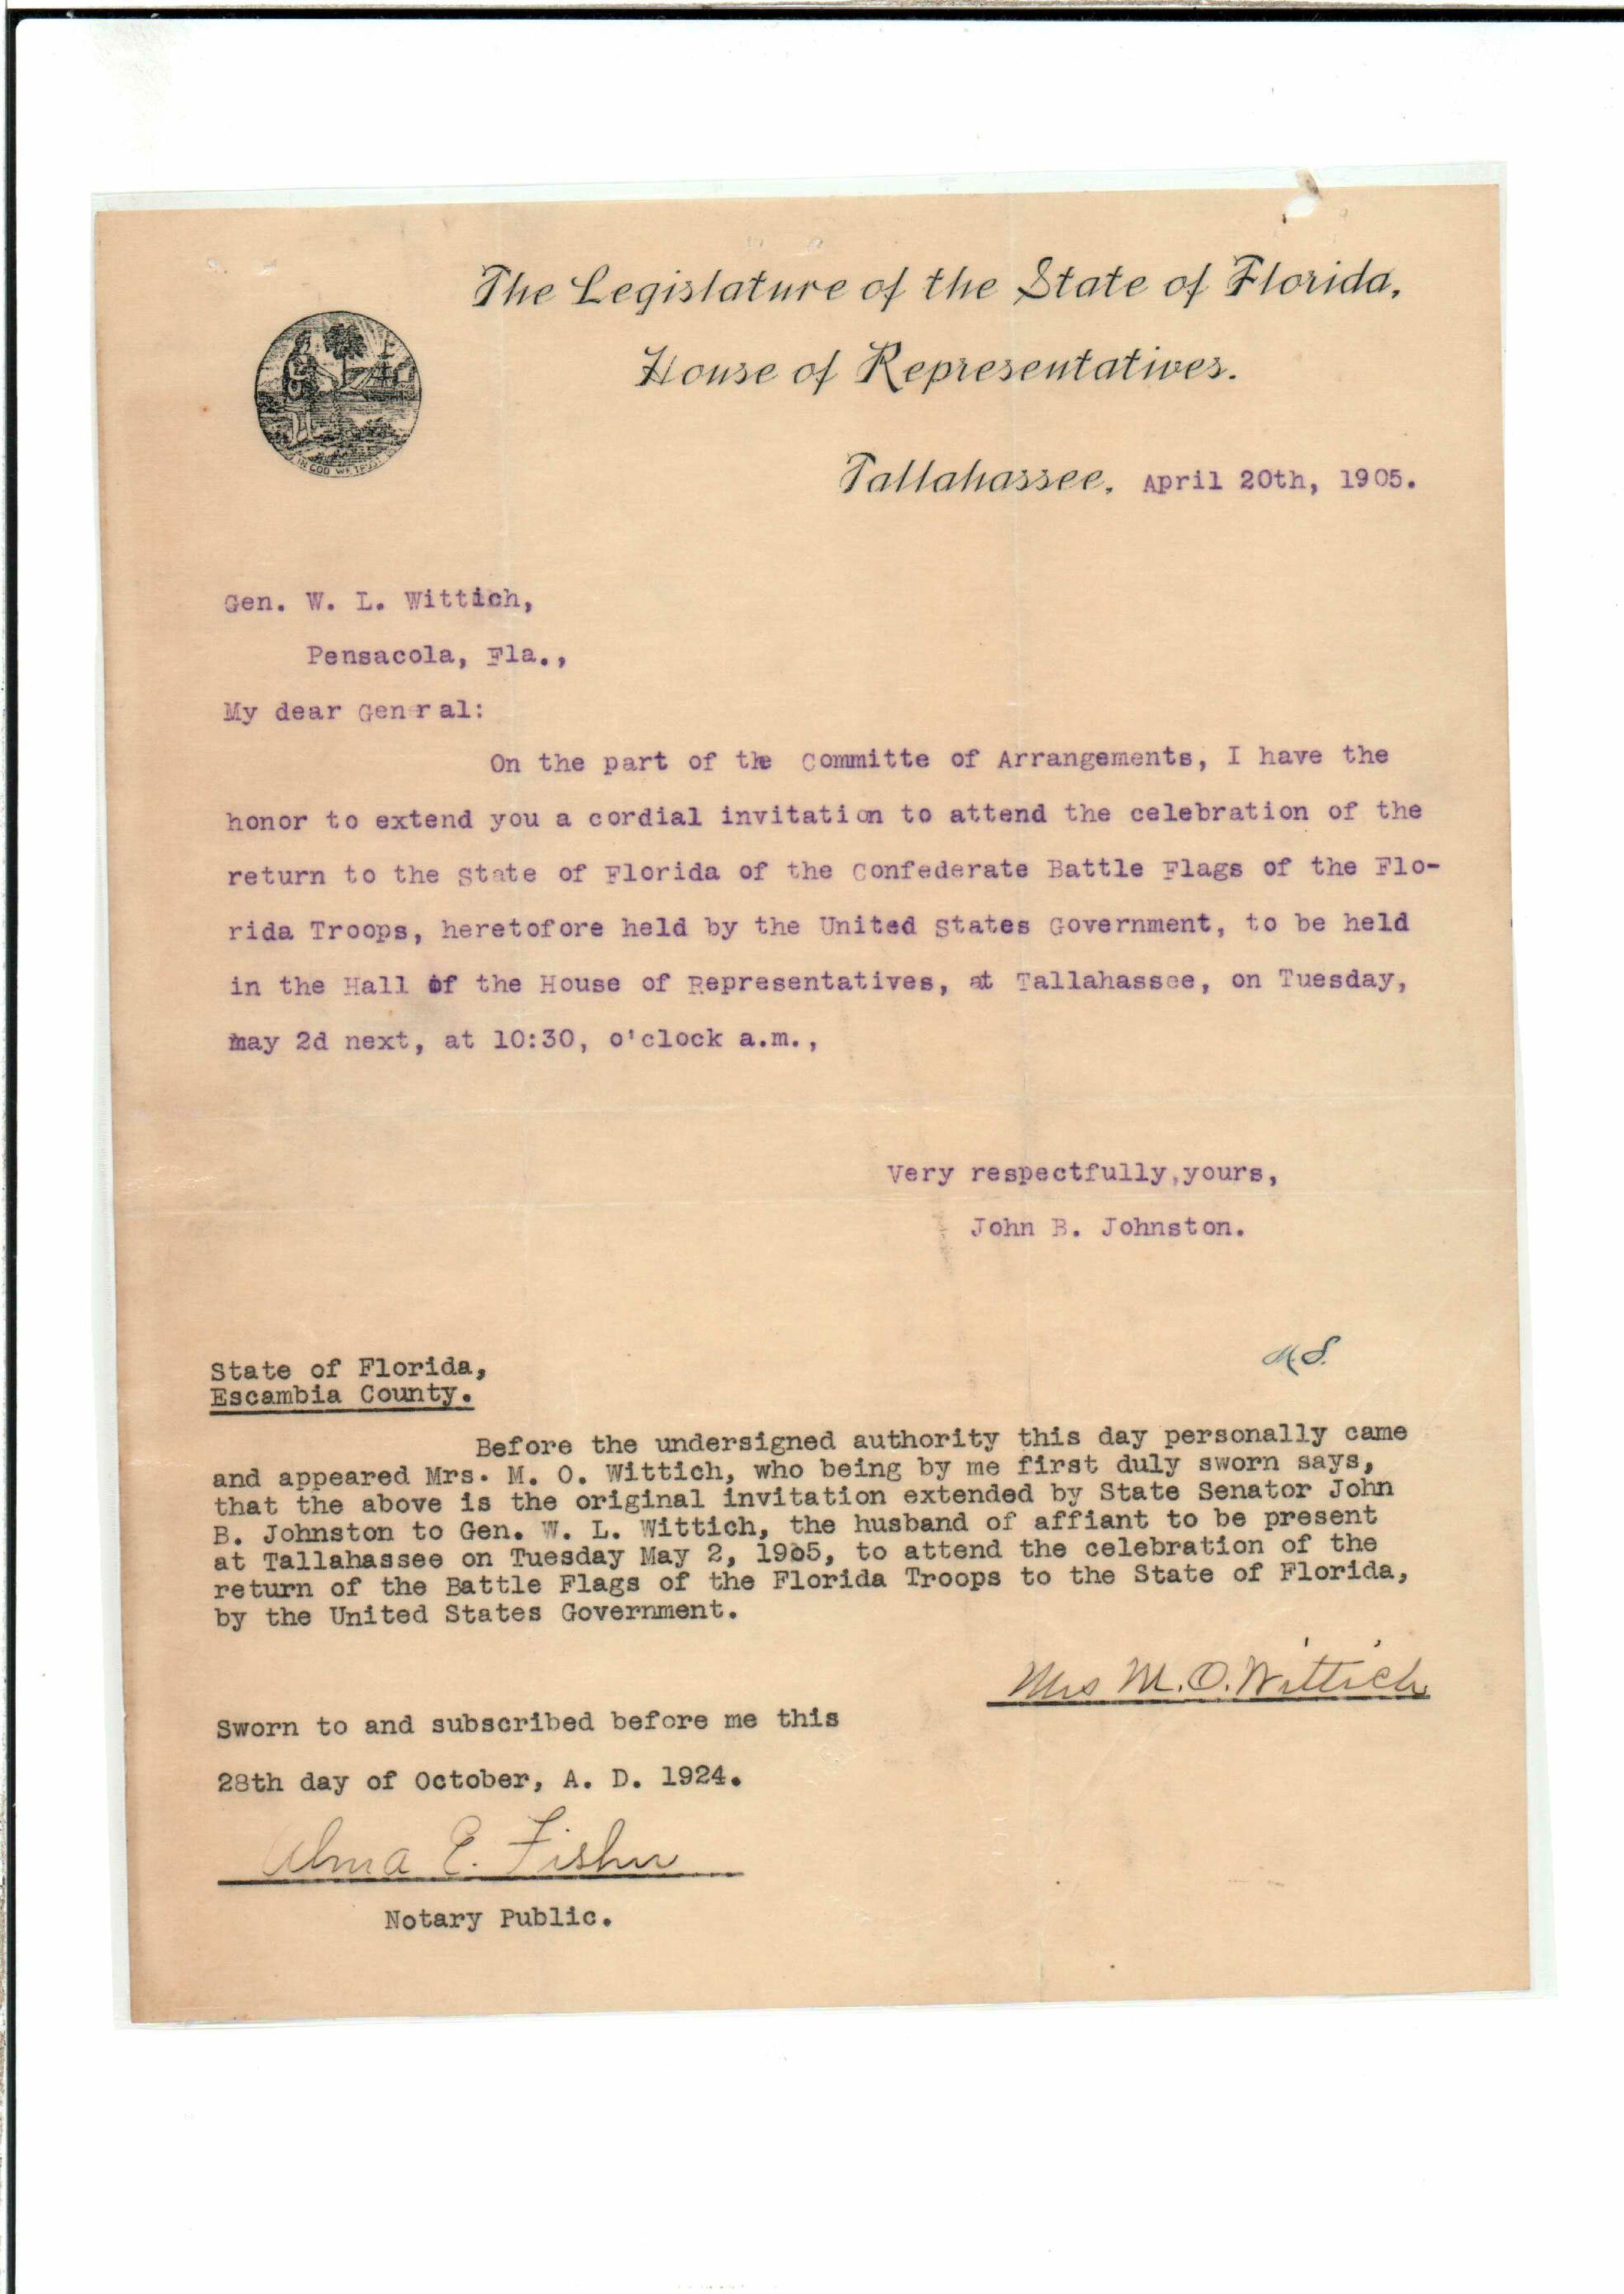 The Legislature of the State of Florida,
House of Representatives.
IN GOD WE TRUST
Tallahassee, April 20th, 1905.
Gen. W. L. Wittich,
Pensacola, Fla.,
My dear General:
On the part of the Committe of Arrangements, I have the
honor to extend you a cordial invitation to attend the celebration of the
return to the State of Florida of the Confederate Battle Flags of the Flo-
rida Troops, heretofore held by the United States Government, to be held
in the Hall of the House of Representatives, at Tallahassee, on Tuesday,
may 2d next, at 10:30, o'clock a.m.,
Very respectfully,yours,
John B. Johnston.
M.S.
State of Florida,
Escambia County.
Before the undersigned authority this day personally came
and appeared Mrs. M. O. Wittich, who being by me first duly sworn says,
that the above is the original invitation extended by State Senator John
B. Johnston to Gen. W. L. Wittich, the husband of affiant to be present
at Tallahassee on Tuesday May 2, 1905, to attend the celebration of the
return of the Battle Flags of the Florida Troops to the State of Florida,
by the United States Government.
Mrs M. O. Wittich
Sworn to and subscribed before me this
28th day of October, A. D. 1924.
Alma E. Fisher
Notary Public.